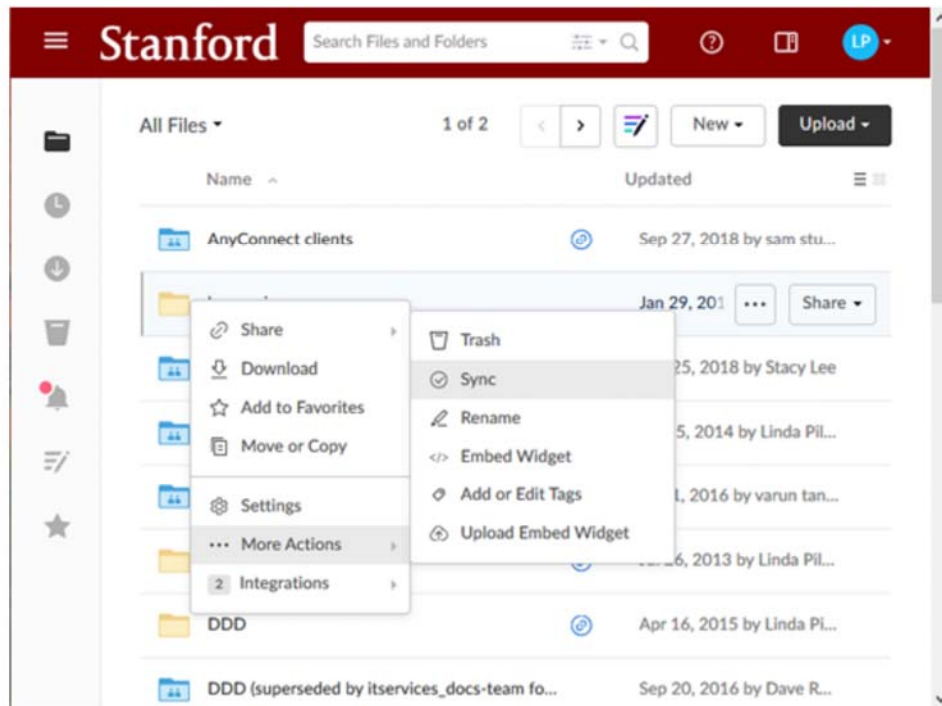 Stanford Search Files and Folders LP
All Files 1 of 2 New Upload
Name Updated
AnyConnect clients Sep 27, 2018 by sam stu...
Jan 29, 201 ... Share
Share
Trash
Download
25, 2018 by Stacy Lee
Sync
Add to Favorites
Rename
Move or Copy
5, 2014 by Linda Pil...
Embed Widget
Settings
Add or Edit Tags
1, 2016 by varun tan...
Upload Embed Widget
... More Actions
6, 2013 by Linda Pil...
2 Integrations
DDD Apr 16, 2015 by Linda Pi...
DDD (superseded by itservices_docs-team fo... Sep 20, 2016 by Dave R...